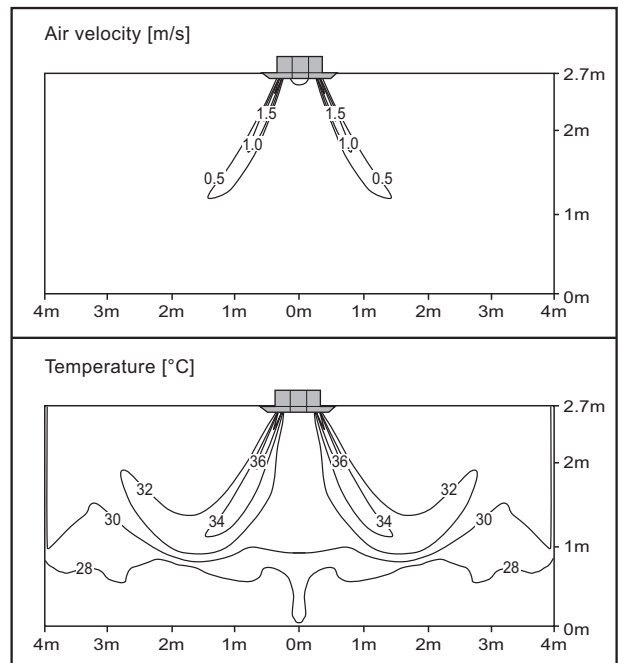 Air velocity [m/s]
2.7m
1.5 1.5
2m
1.0 1.0
0.5 0.5
1m
0m
4m 3m 2m 1m 0m 1m 2m 3m 4m
Temperature [°C]
2.7m
36 36
2m
32 32
30 34 34 30
1m
28 28
0m
4m 3m 2m 1m 0m 1m 2m 3m 4m